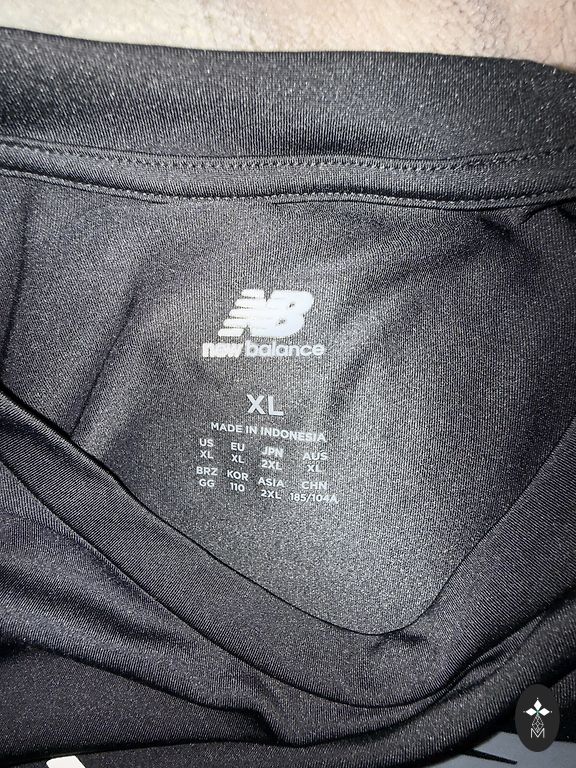 NB
new balance
XL
MADE IN INDONESIA
US EU JPN AUS
XL XL 2XL XL
BRZ KOR ASIA CHN
GG 110 2XL 185/104A
M